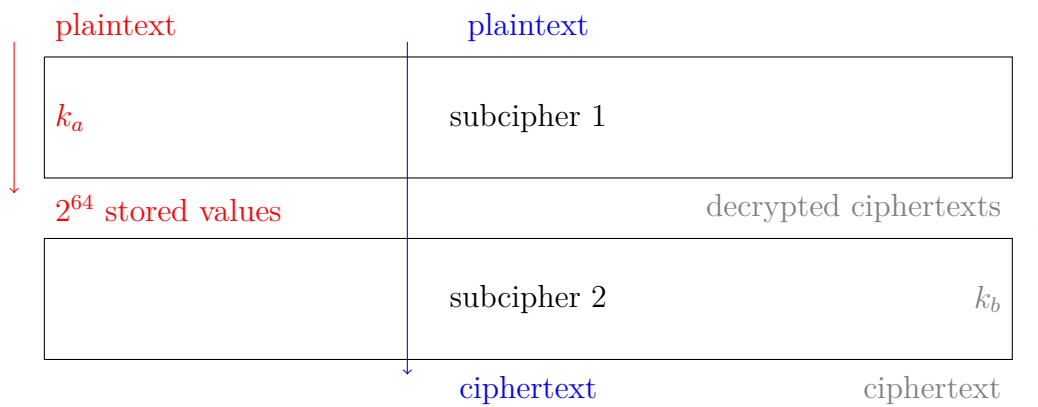 plaintext plaintext
k_a subcipher 1
2^64 stored values decrypted ciphertexts
subcipher 2 k_b
ciphertext ciphertext